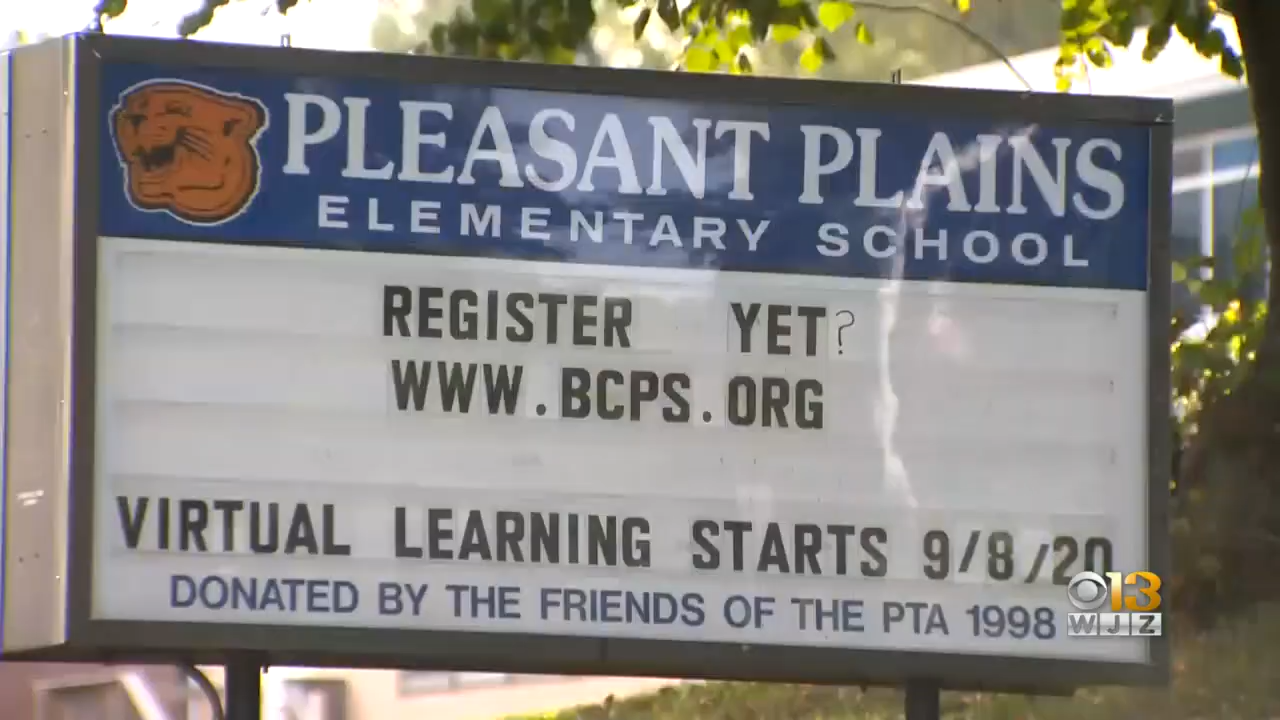 PLEASANT PLAINS
ELEMENTARY SCHOOL
REGISTER YET?
WWW.BCPS.ORG
VIRTUAL LEARNING STARTS 9/8/20
DONATED BY THE FRIENDS OF THE PTA 1998
13
WJZ